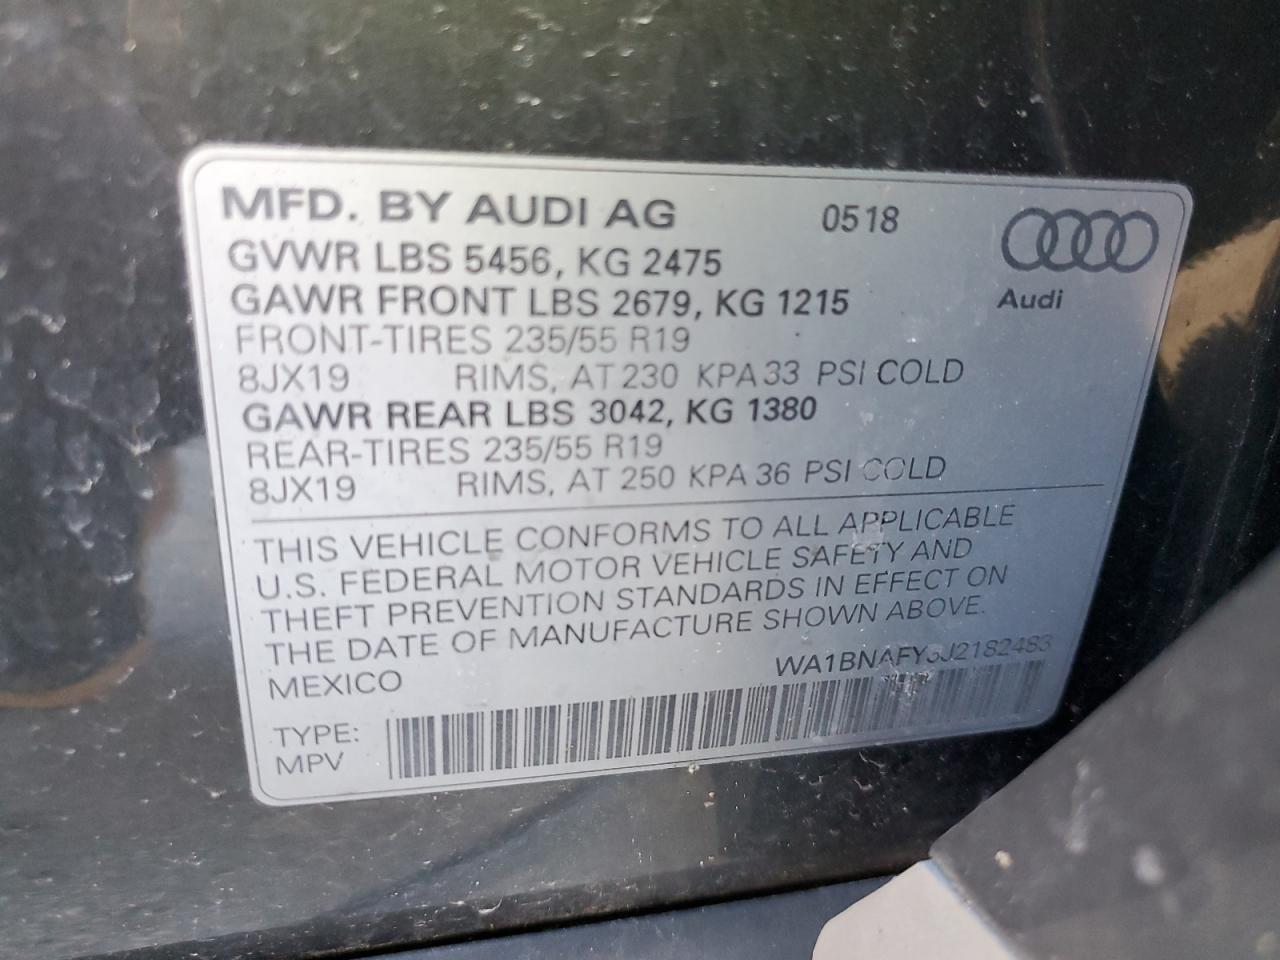 MFD. BY AUDI AG 0518
GVWR LBS 5456, KG 2475
GAWR FRONT LBS 2679, KG 1215
Audi
FRONT-TIRES 235/55 R19
8JX19 RIMS, AT 230 KPA 33 PSI COLD
GAWR REAR LBS 3042, KG 1380
REAR-TIRES 235/55 R19
8JX19 RIMS, AT 250 KPA 36 PSI COLD
THIS VEHICLE CONFORMS TO ALL APPLICABLE
U.S. FEDERAL MOTOR VEHICLE SAFETY AND
THEFT PREVENTION STANDARDS IN EFFECT ON
THE DATE OF MANUFACTURE SHOWN ABOVE.
MEXICO WA1BNAFY3J2182483
TYPE:
MPV